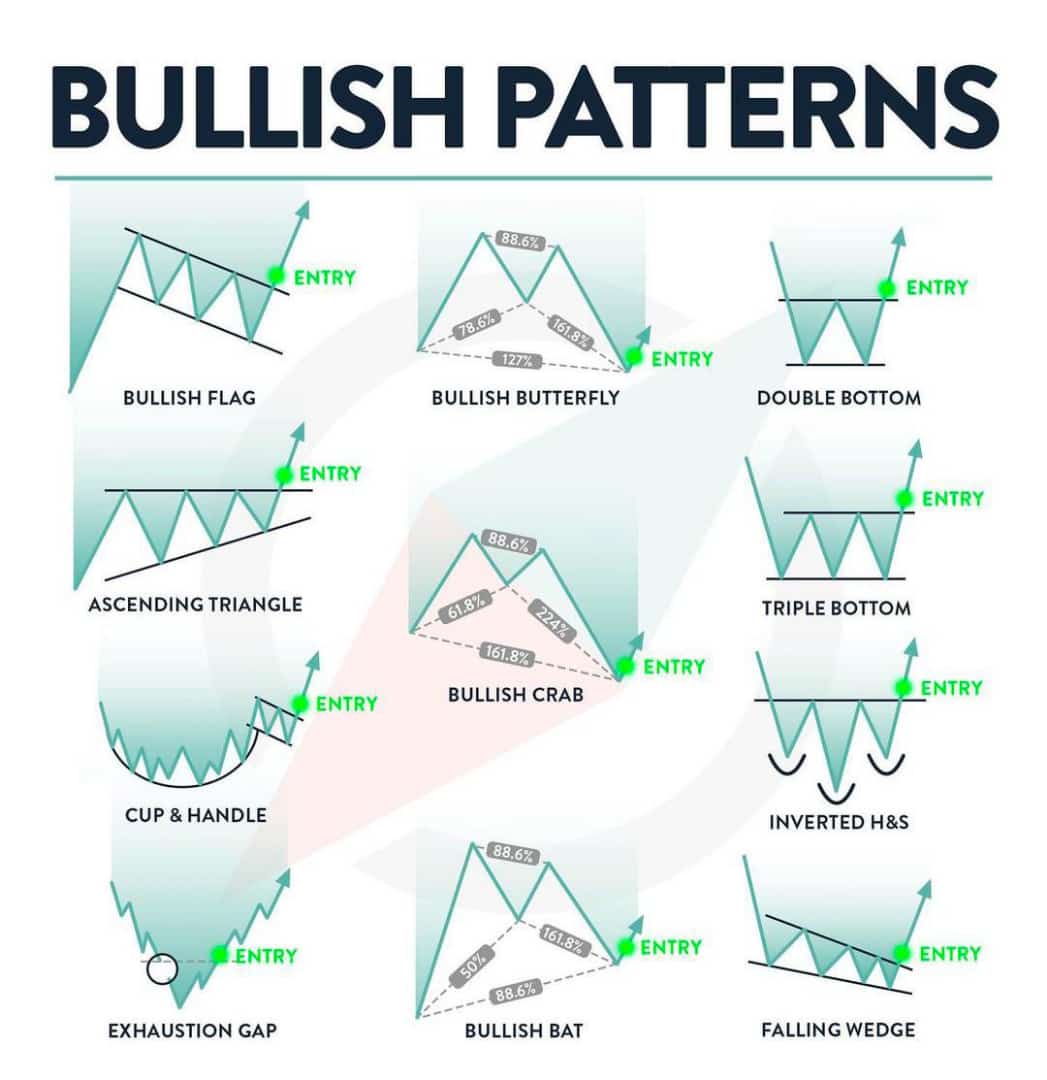 BULLISH PATTERNS
ENTRY
BULLISH FLAG
88.6%
78.6%
161.8%
127%
ENTRY
BULLISH BUTTERFLY
ENTRY
DOUBLE BOTTOM
ENTRY
ASCENDING TRIANGLE
88.6%
61.8%
224%
161.8%
ENTRY
BULLISH CRAB
ENTRY
TRIPLE BOTTOM
ENTRY
CUP & HANDLE
ENTRY
INVERTED H&S
ENTRY
EXHAUSTION GAP
88.6%
50%
161.8%
88.6%
ENTRY
BULLISH BAT
ENTRY
FALLING WEDGE